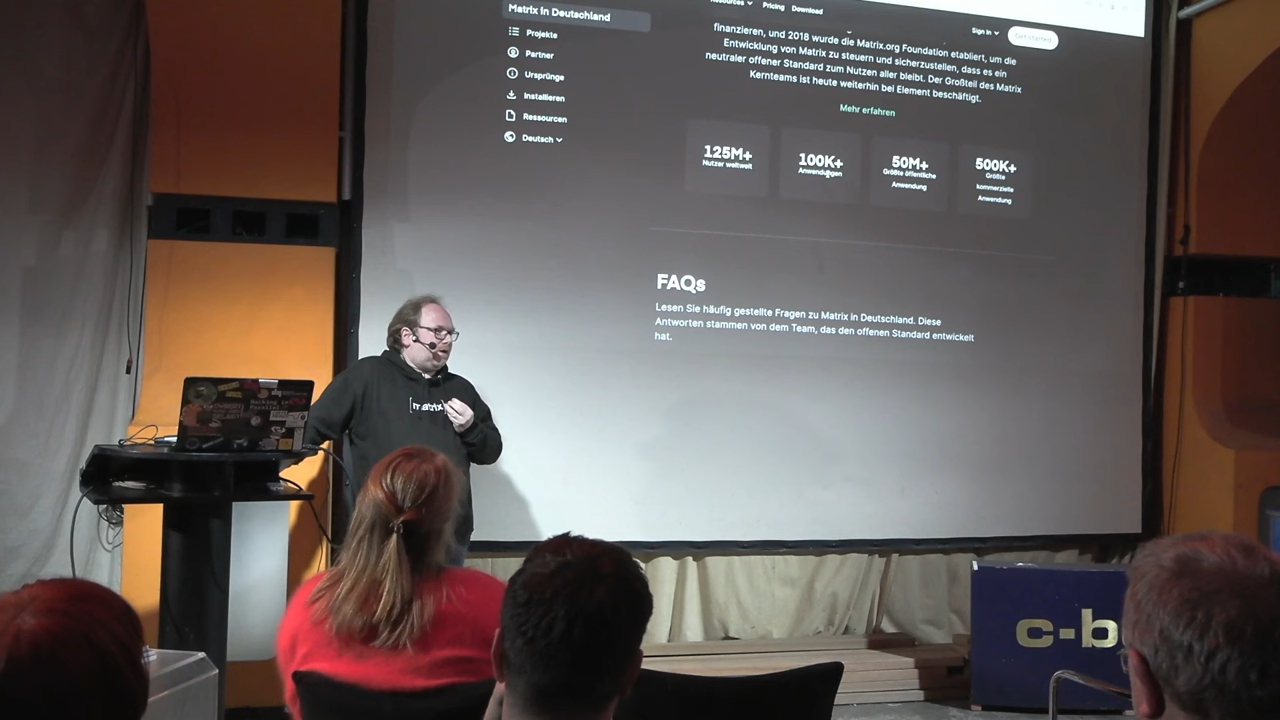 Matrix in Deutschland
Projekte
Partner
Ursprünge
Installieren
Ressourcen
Deutsch
Pricing
Download
Sign in
Get started
finanzieren, und 2018 wurde die Matrix.org Foundation etabliert, um die
Entwicklung von Matrix zu steuern und sicherzustellen, dass es ein
neutraler offener Standard zum Nutzen aller bleibt. Der Großteil des Matrix
Kernteams ist heute weiterhin bei Element beschäftigt.
Mehr erfahren
125M+
Nutzer weltweit
100K+
Anwendungen
50M+
Größte öffentliche
Anwendung
500K+
Größte
kommerzielle
Anwendung
FAQs
Lesen Sie häufig gestellte Fragen zu Matrix in Deutschland. Diese
Antworten stammen von dem Team, das den offenen Standard entwickelt
hat.
[matrix]
c-b